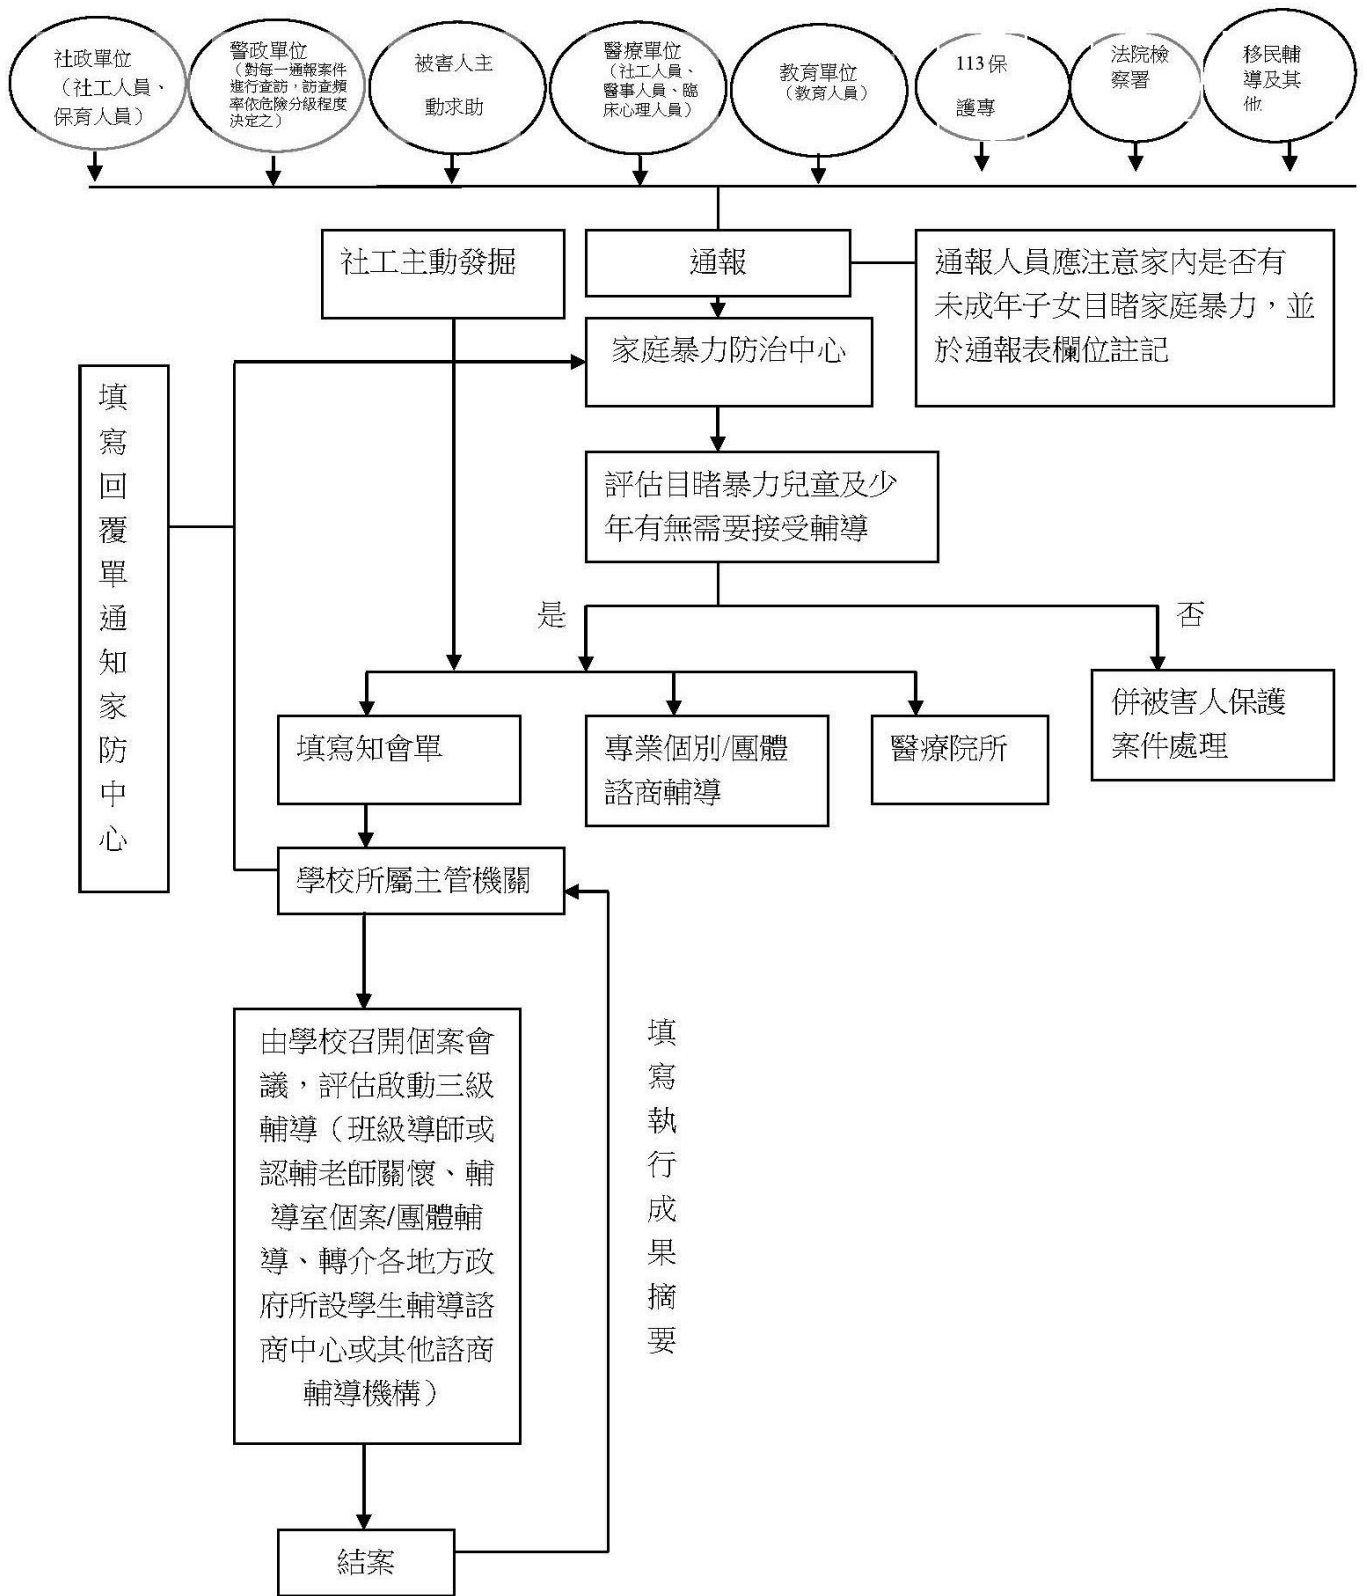 社政單位
（社工人員、
保育人員）
警政單位
（對每一通報案件
進行查訪，訪查頻
率依危險分級程度
決定之）
被害人主
動求助
醫療單位
（社工人員、
醫事人員、臨
床心理人員）
教育單位
（教育人員）
113保
護專
法院檢
察署
移民輔
導及其
他
社工主動發掘
通報
通報人員應注意家內是否有
未成年子女目睹家庭暴力，並
於通報表欄位註記
家庭暴力防治中心
填寫回覆單通知家防中心
評估目睹暴力兒童及少
年有無需要接受輔導
是
否
填寫知會單
專業個別/團體
諮商輔導
醫療院所
併被害人保護
案件處理
學校所屬主管機關
由學校召開個案會
議，評估啟動三級
輔導（班級導師或
認輔老師關懷、輔
導室個案/團體輔
導、轉介各地方政
府所設學生輔導諮
商中心或其他諮商
輔導機構）
填寫執行成果摘要
結案